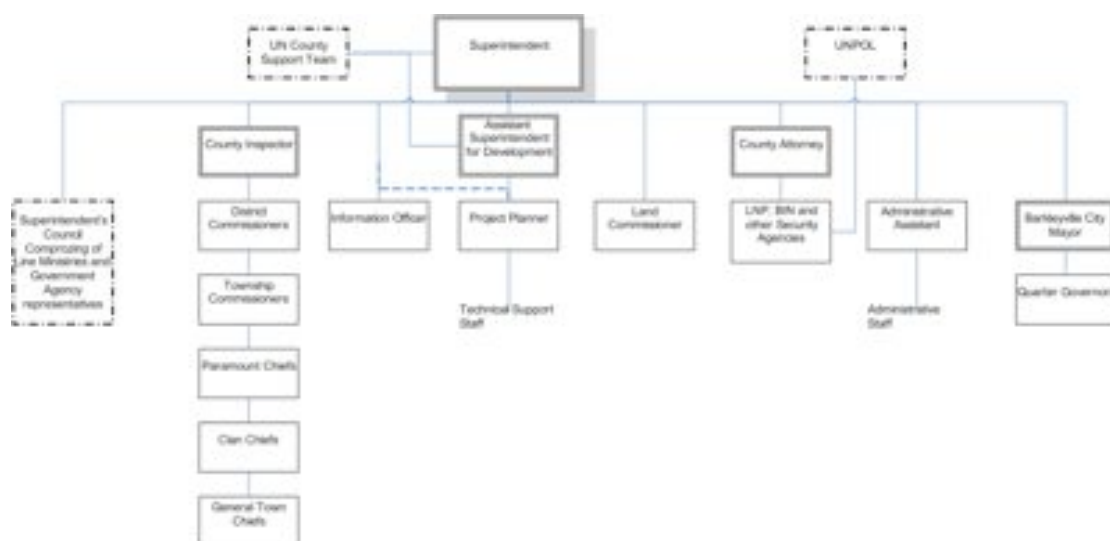 UN County
Support Team
Superintendent
UNPOL
County Inspector
Assistant
Superintendent
for Development
County Attorney
Superintendent's
Council
Comprozing of
Line Ministries and
Government
Agency
representatives
District
Commissioners
Information Officer
Project Planner
Land
Commissioner
LNP, BIN and
other Security
Agencies
Administrative
Assistant
City
Mayor
Township
Commissioners
Technical Support
Staff
Administrative
Staff
Quarter Governor
Paramount Chiefs
Clan Chiefs
General Town
Chiefs